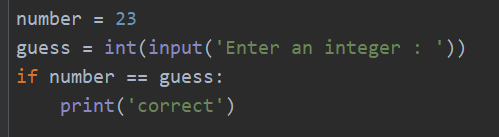 number = 23
guess = int(input('Enter an integer : '))
if number == guess:
    print('correct')